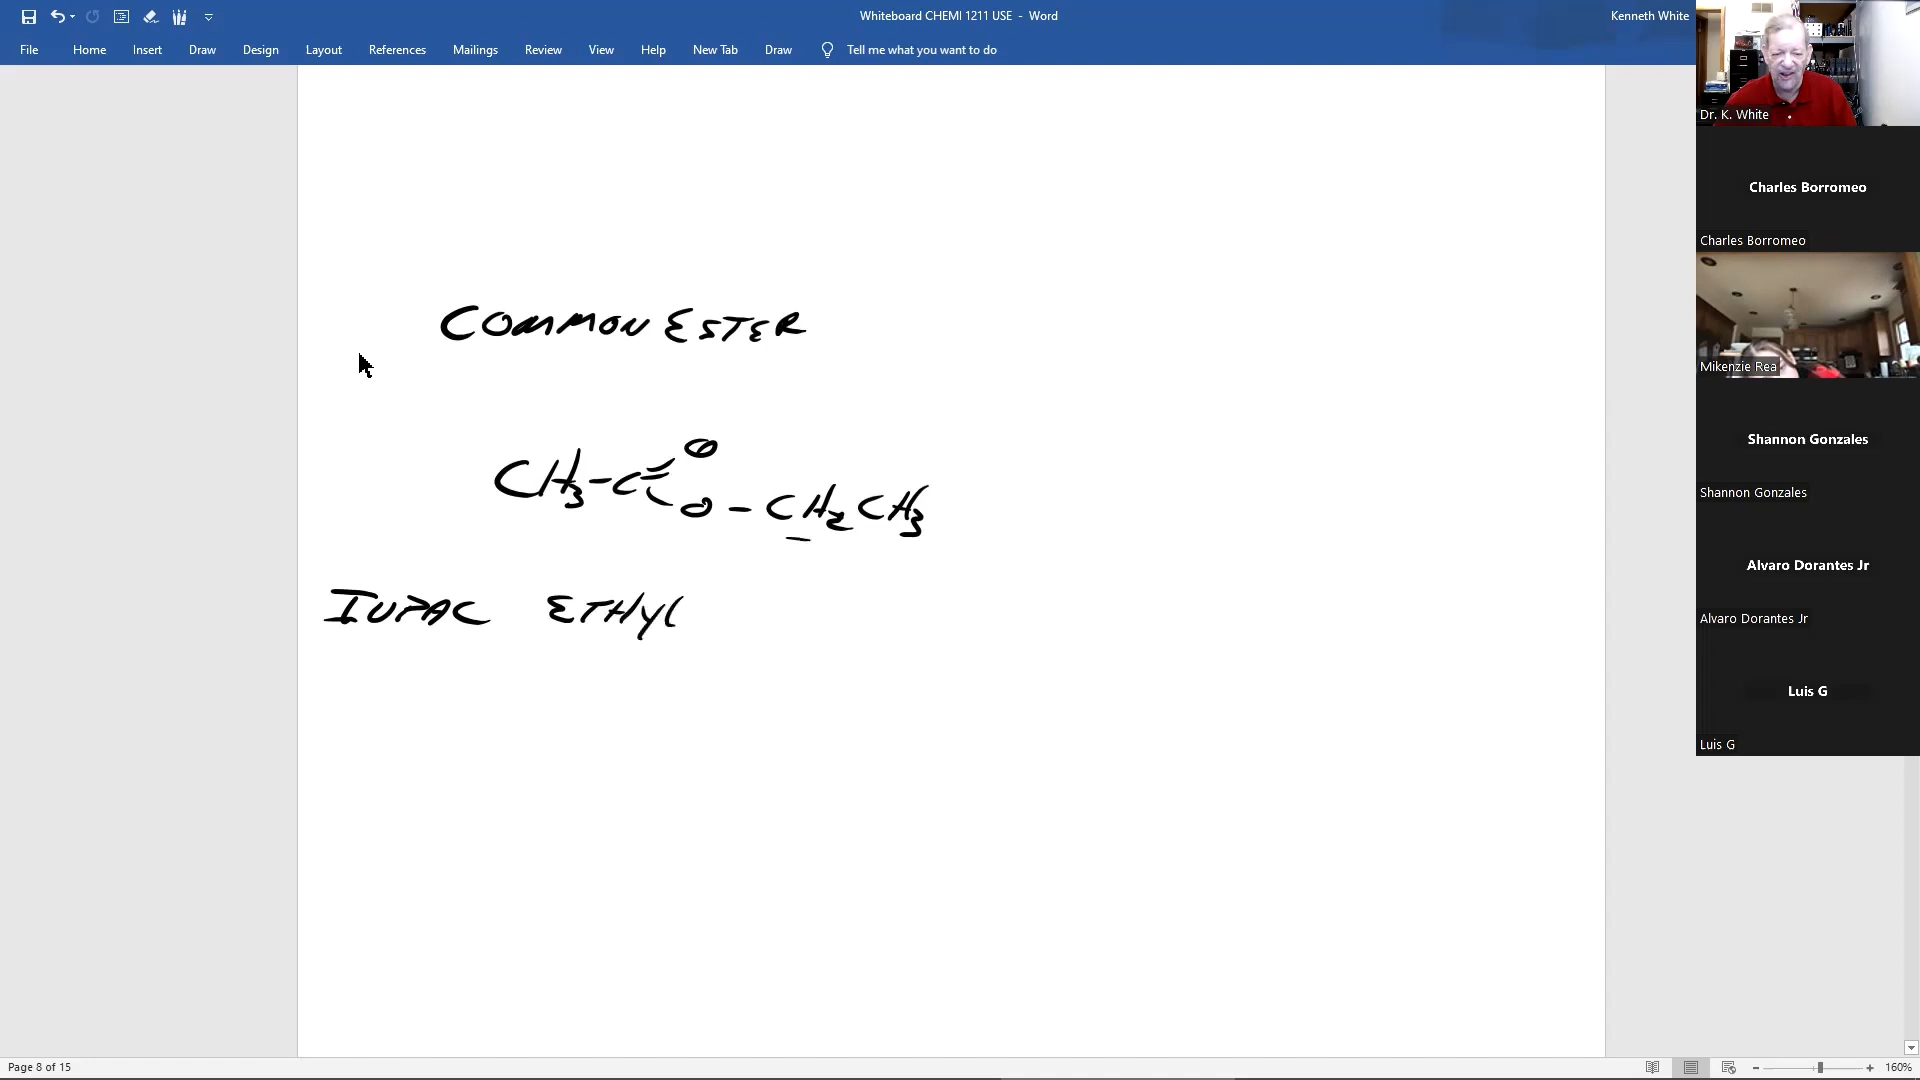 Whiteboard CHEMI 1211 USE - Word
Kenneth White
File Home Insert Draw Design Layout References Mailings Review View Help New Tab Draw Tell me what you want to do
Dr. K. White
Charles Borromeo
Charles Borromeo
Mikenzie Rea
Shannon Gonzales
Shannon Gonzales
Alvaro Dorantes Jr
Alvaro Dorantes Jr
Luis G
Luis G
COMMON ESTER
O
CH3-C
O-CH2CH3
IUPAC ETHYL
Page 8 of 15
160%